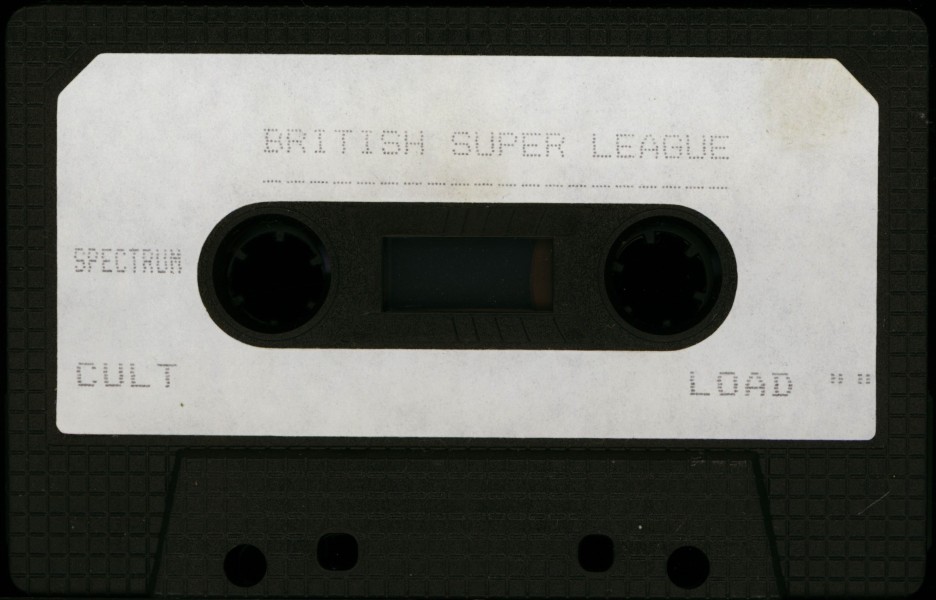 BRITISH SUPER LEAGUE
SPECTRUM
CULT
LOAD ""